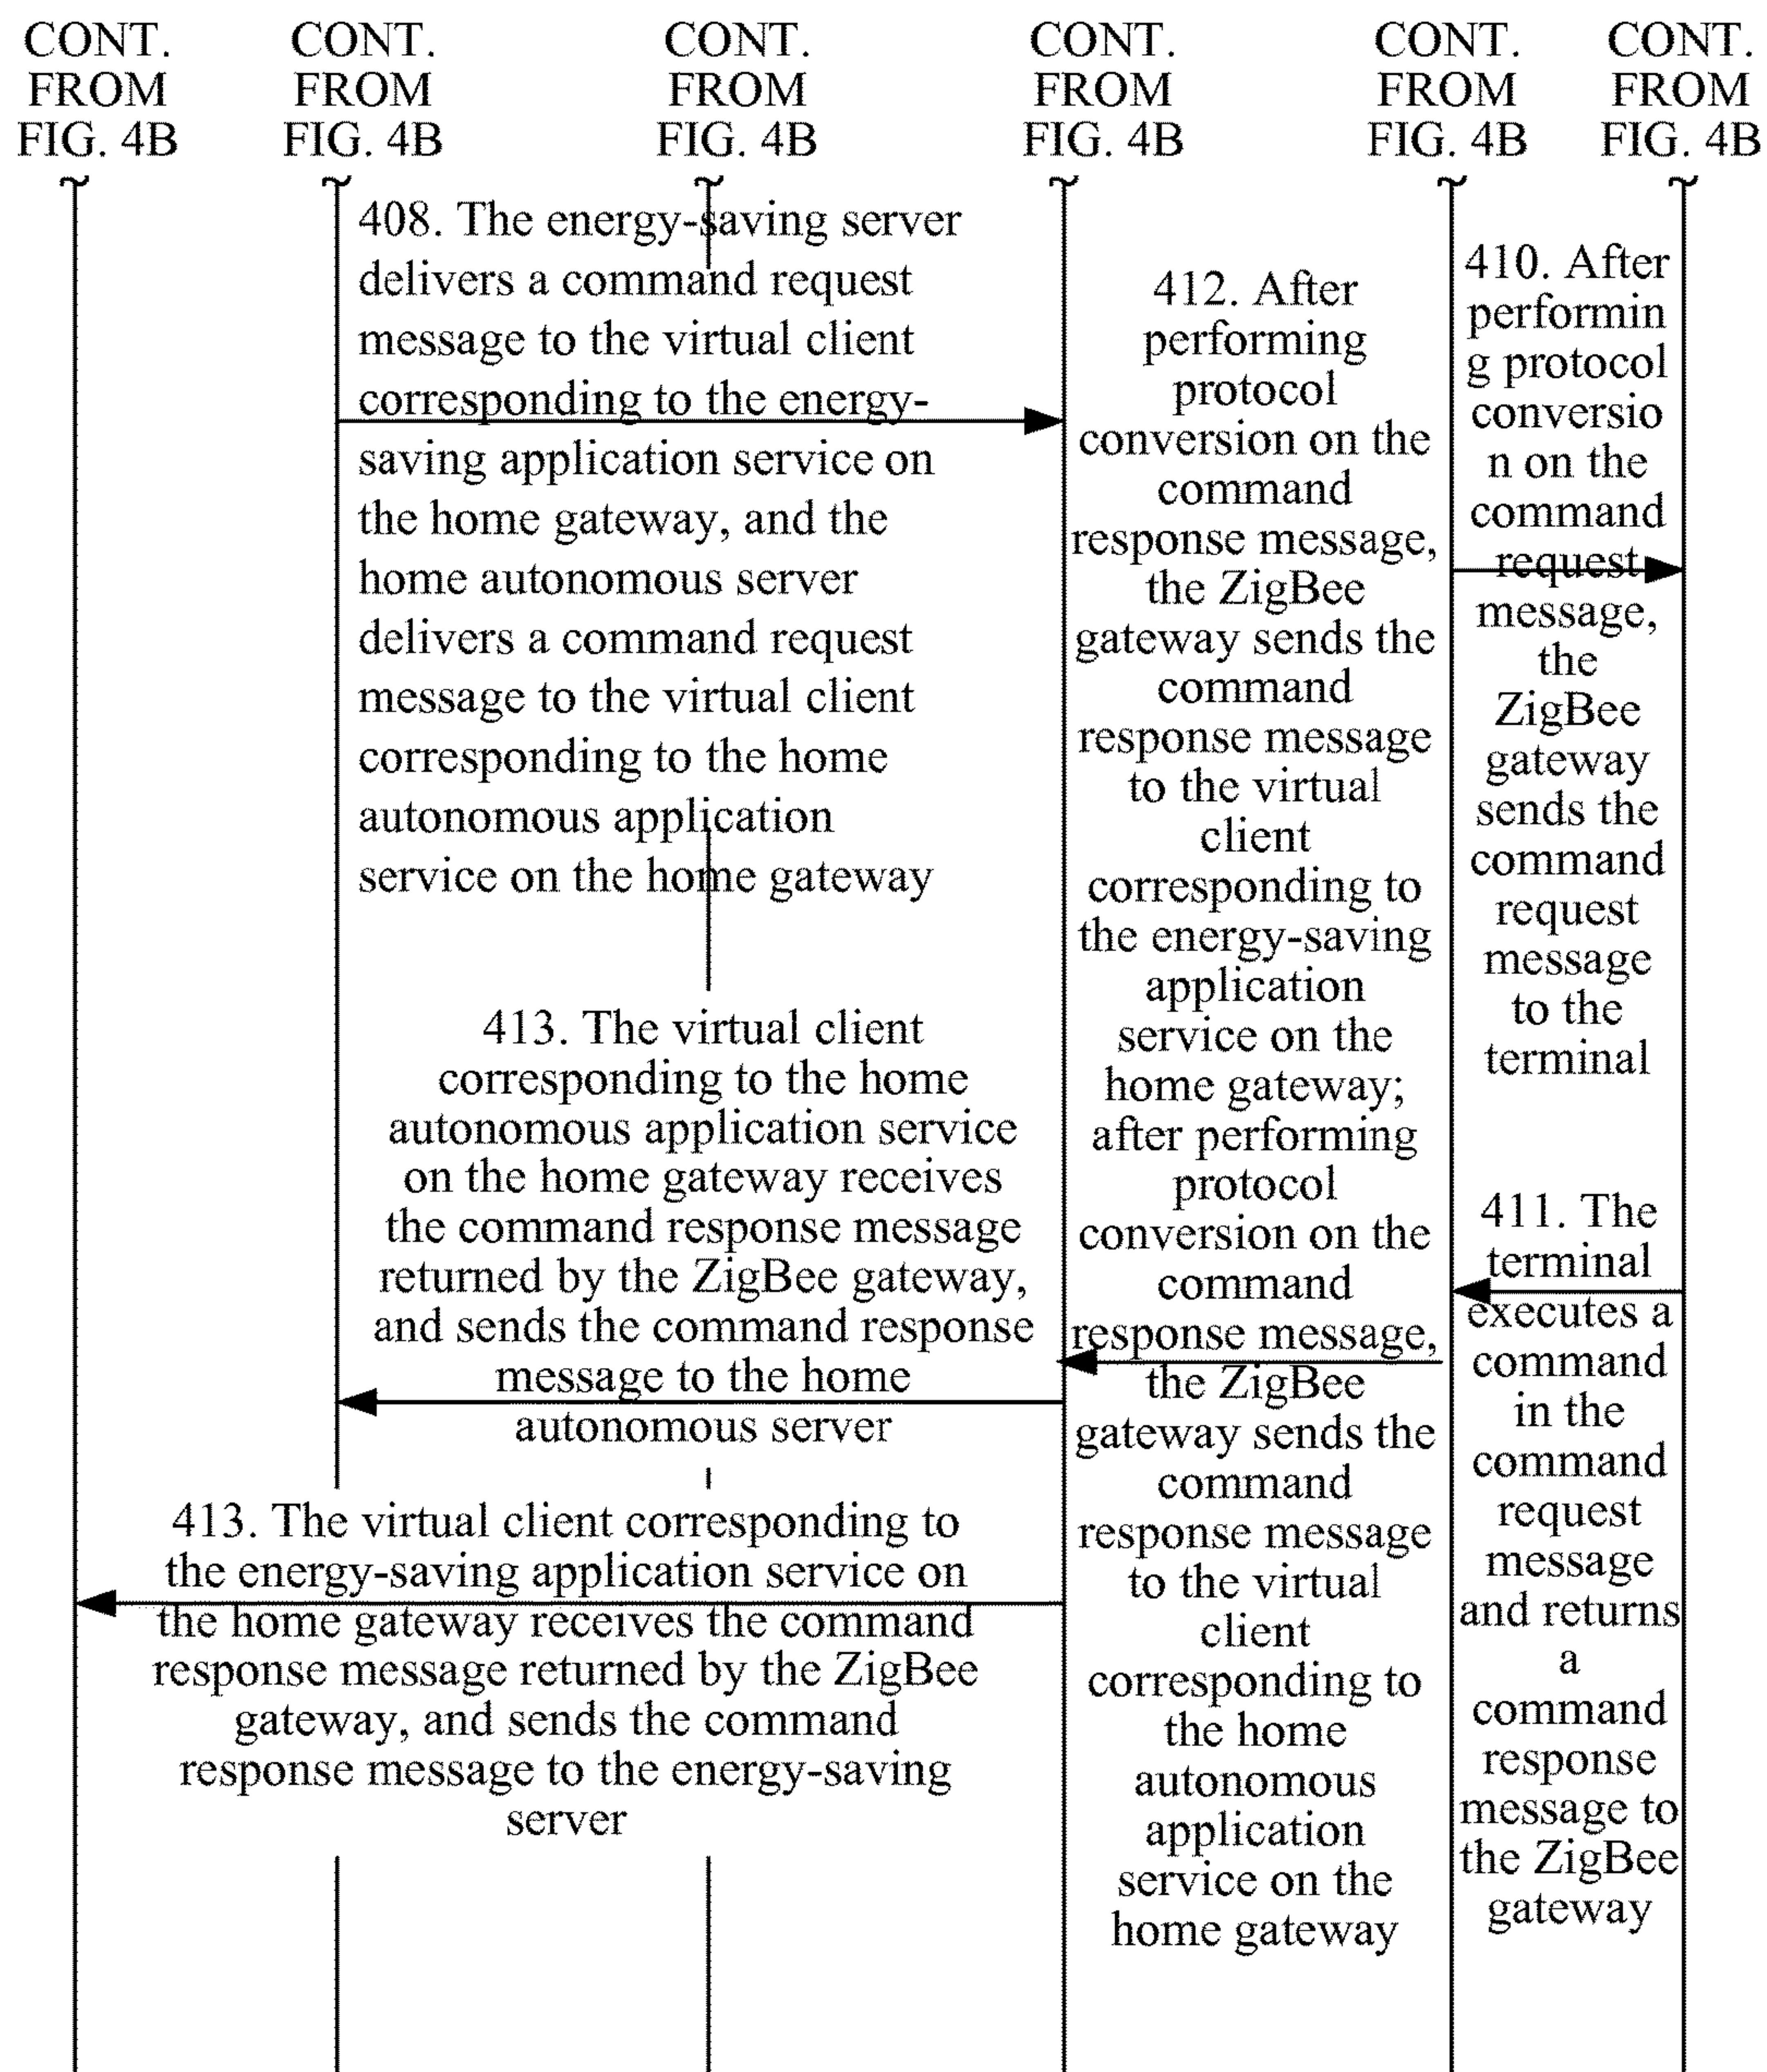 CONT.
FROM
FIG. 4B
CONT.
FROM
FIG. 4B
CONT.
FROM
FIG. 4B
CONT.
FROM
FIG. 4B
CONT.
FROM
FIG. 4B
CONT.
FROM
FIG. 4B
408. The energy-saving server
delivers a command request
message to the virtual client
corresponding to the energy-
saving application service on
the home gateway, and the
home autonomous server
delivers a command request
message to the virtual client
corresponding to the home
autonomous application
service on the home gateway
412. After
performing
protocol
conversion on the
command
response message,
the ZigBee
gateway sends the
command
response message
to the virtual
client
corresponding to
the energy-saving
application
service on the
home gateway;
after performing
protocol
conversion on the
command
response message,
the ZigBee
gateway sends the
command
response message
to the virtual
client
corresponding to
the home
autonomous
application
service on the
home gateway
410. After
performin
g protocol
conversio
n on the
command
request
message,
the
ZigBee
gateway
sends the
command
request
message
to the
terminal
411. The
terminal
executes a
command
in the
command
request
message
and returns
a
command
response
message to
the ZigBee
gateway
413. The virtual client
corresponding to the home
autonomous application service
on the home gateway receives
the command response message
returned by the ZigBee gateway,
and sends the command response
message to the home
autonomous server
413. The virtual client corresponding to
the energy-saving application service on
the home gateway receives the command
response message returned by the ZigBee
gateway, and sends the command
response message to the energy-saving
server